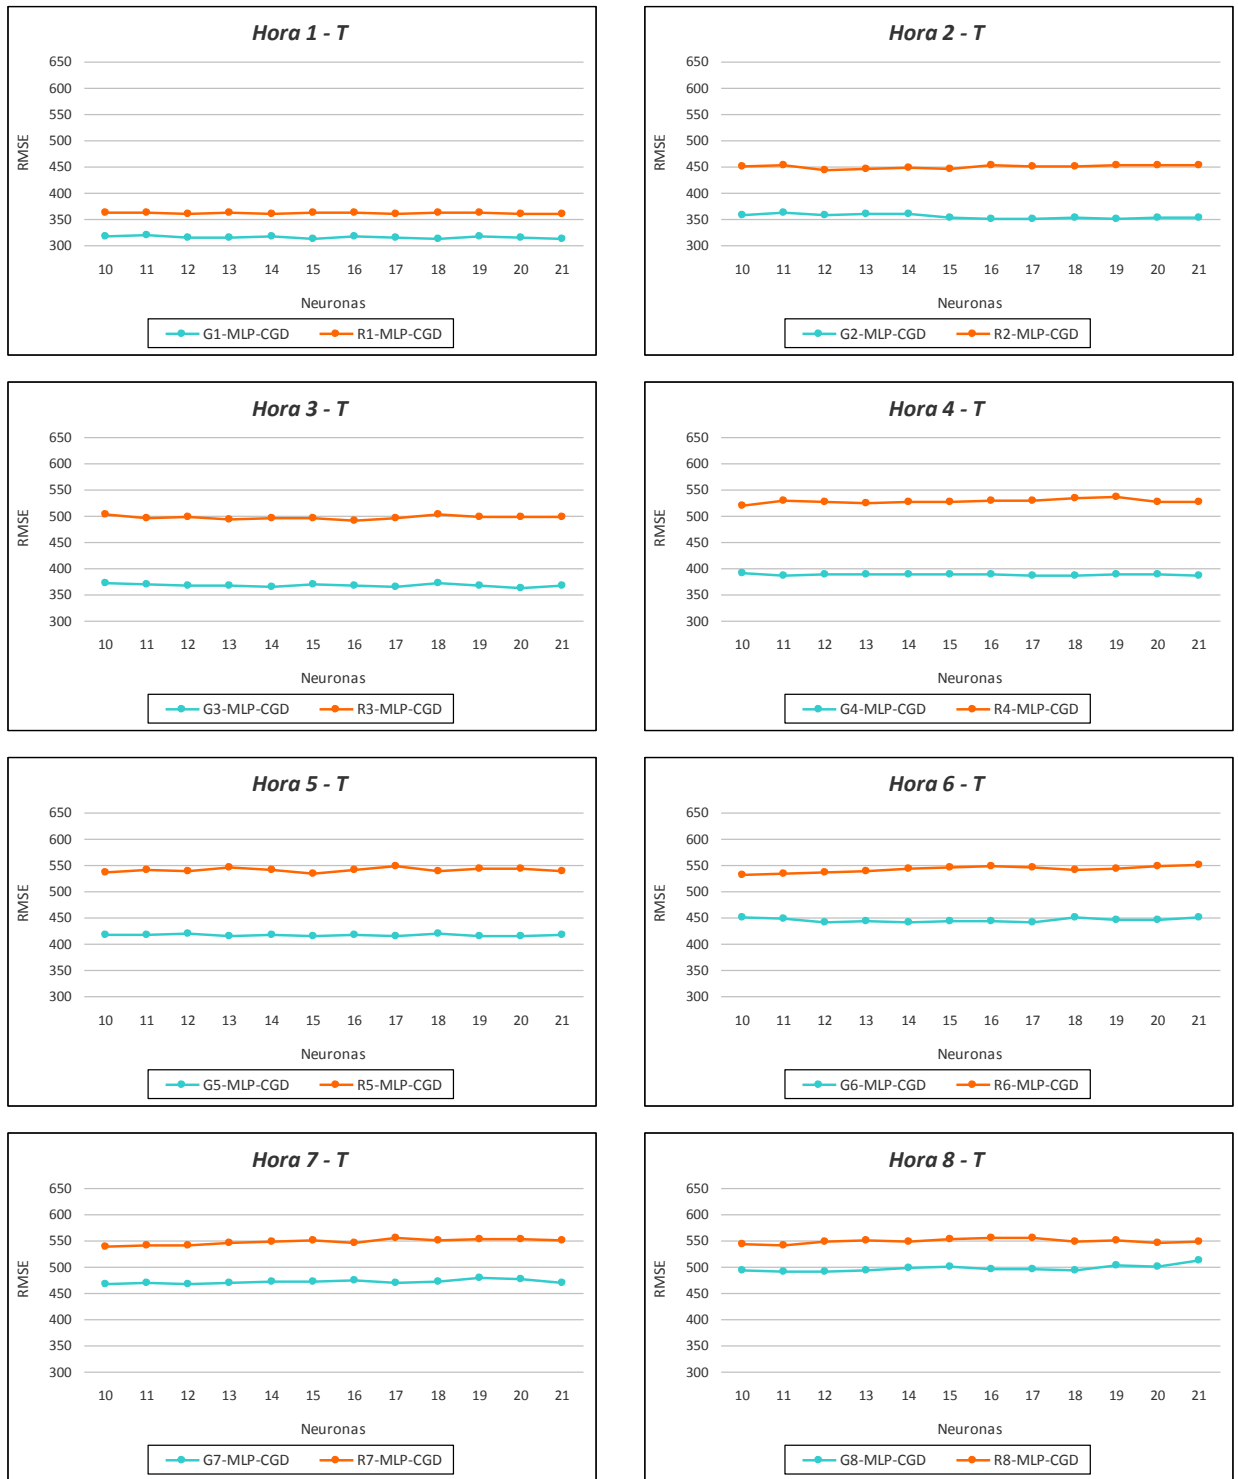 Hora 1 - T
650
600
550
500
450
400
350
300
RMSE
10 11 12 13 14 15 16 17 18 19 20 21
Neuronas
G1-MLP-CGD R1-MLP-CGD
Hora 2 - T
650
600
550
500
450
400
350
300
RMSE
10 11 12 13 14 15 16 17 18 19 20 21
Neuronas
G2-MLP-CGD R2-MLP-CGD
Hora 3 - T
650
600
550
500
450
400
350
300
RMSE
10 11 12 13 14 15 16 17 18 19 20 21
Neuronas
G3-MLP-CGD R3-MLP-CGD
Hora 4 - T
650
600
550
500
450
400
350
300
RMSE
10 11 12 13 14 15 16 17 18 19 20 21
Neuronas
G4-MLP-CGD R4-MLP-CGD
Hora 5 - T
650
600
550
500
450
400
350
300
RMSE
10 11 12 13 14 15 16 17 18 19 20 21
Neuronas
G5-MLP-CGD R5-MLP-CGD
Hora 6 - T
650
600
550
500
450
400
350
300
RMSE
10 11 12 13 14 15 16 17 18 19 20 21
Neuronas
G6-MLP-CGD R6-MLP-CGD
Hora 7 - T
650
600
550
500
450
400
350
300
RMSE
10 11 12 13 14 15 16 17 18 19 20 21
Neuronas
G7-MLP-CGD R7-MLP-CGD
Hora 8 - T
650
600
550
500
450
400
350
300
RMSE
10 11 12 13 14 15 16 17 18 19 20 21
Neuronas
G8-MLP-CGD R8-MLP-CGD